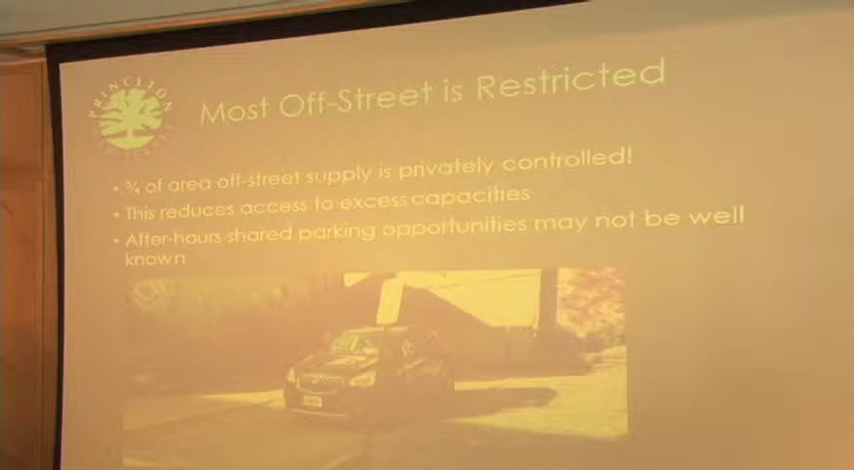 PRINCETON
Most Off-Street is Restricted
• ¾ of area off-street supply is privately controlled!
• This reduces access to excess capacities
• After-hours shared parking opportunities may not be well
known